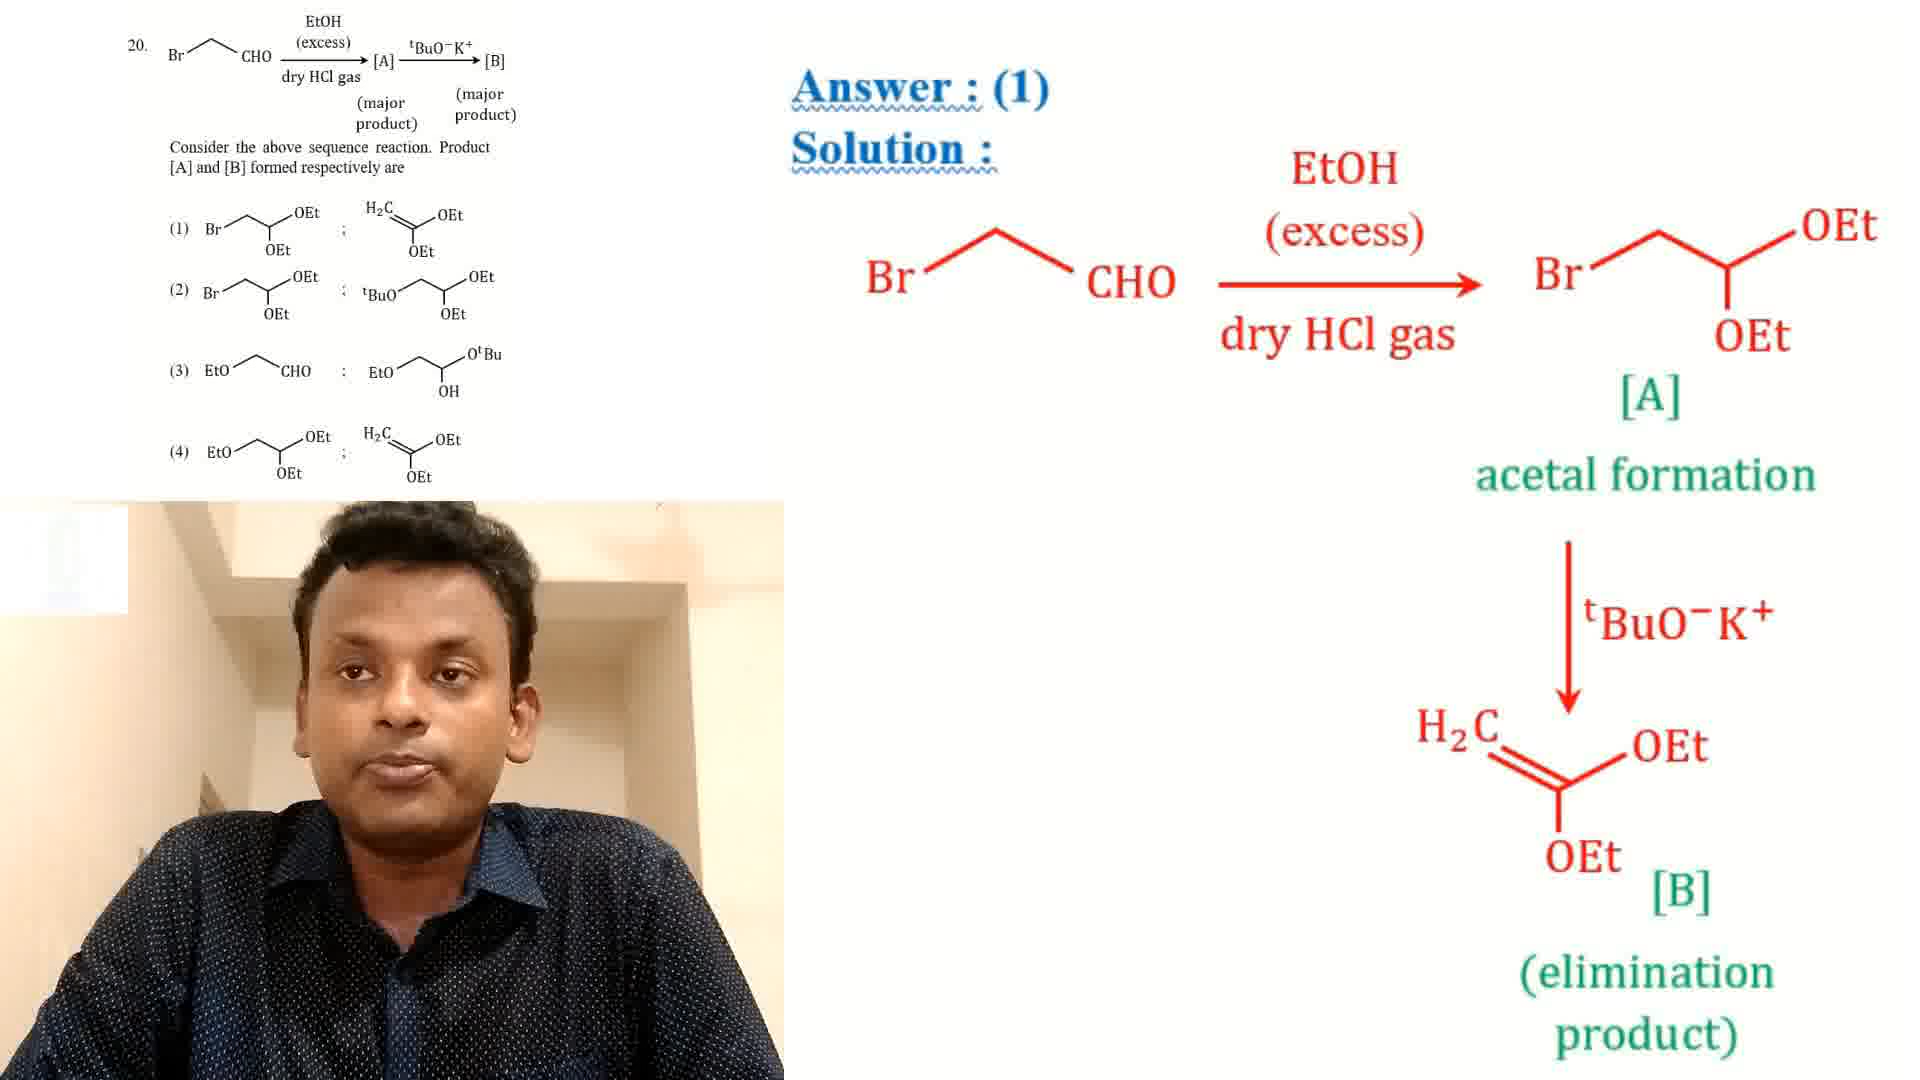 20.
Br CHO EtOH (excess) dry HCl gas [A] ᵗBuO⁻K⁺ [B]
(major product) (major product)
Consider the above sequence reaction. Product
[A] and [B] formed respectively are
(1) Br OEt OEt ; H₂C OEt OEt
(2) Br OEt OEt ; ᵗBuO OEt OEt
(3) EtO CHO : EtO OᵗBu OH
(4) EtO OEt OEt ; H₂C OEt OEt
Answer : (1)
Solution :
EtOH
(excess)
Br CHO
dry HCl gas
Br OEt
OEt
[A]
acetal formation
ᵗBuO⁻K⁺
H₂C OEt
OEt
[B]
(elimination
product)